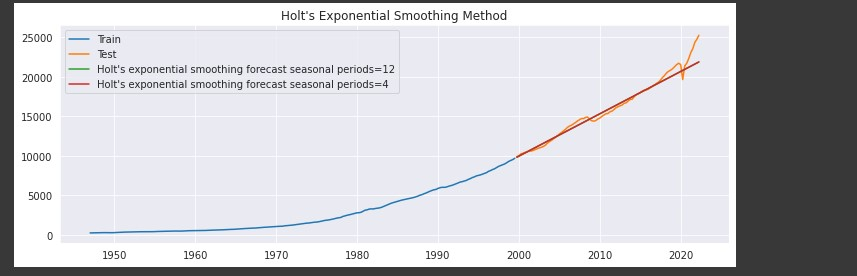 Holt's Exponential Smoothing Method
25000
20000
15000
10000
5000
0
Train
Test
Holt's exponential smoothing forecast seasonal periods=12
Holt's exponential smoothing forecast seasonal periods=4
1950 1960 1970 1980 1990 2000 2010 2020